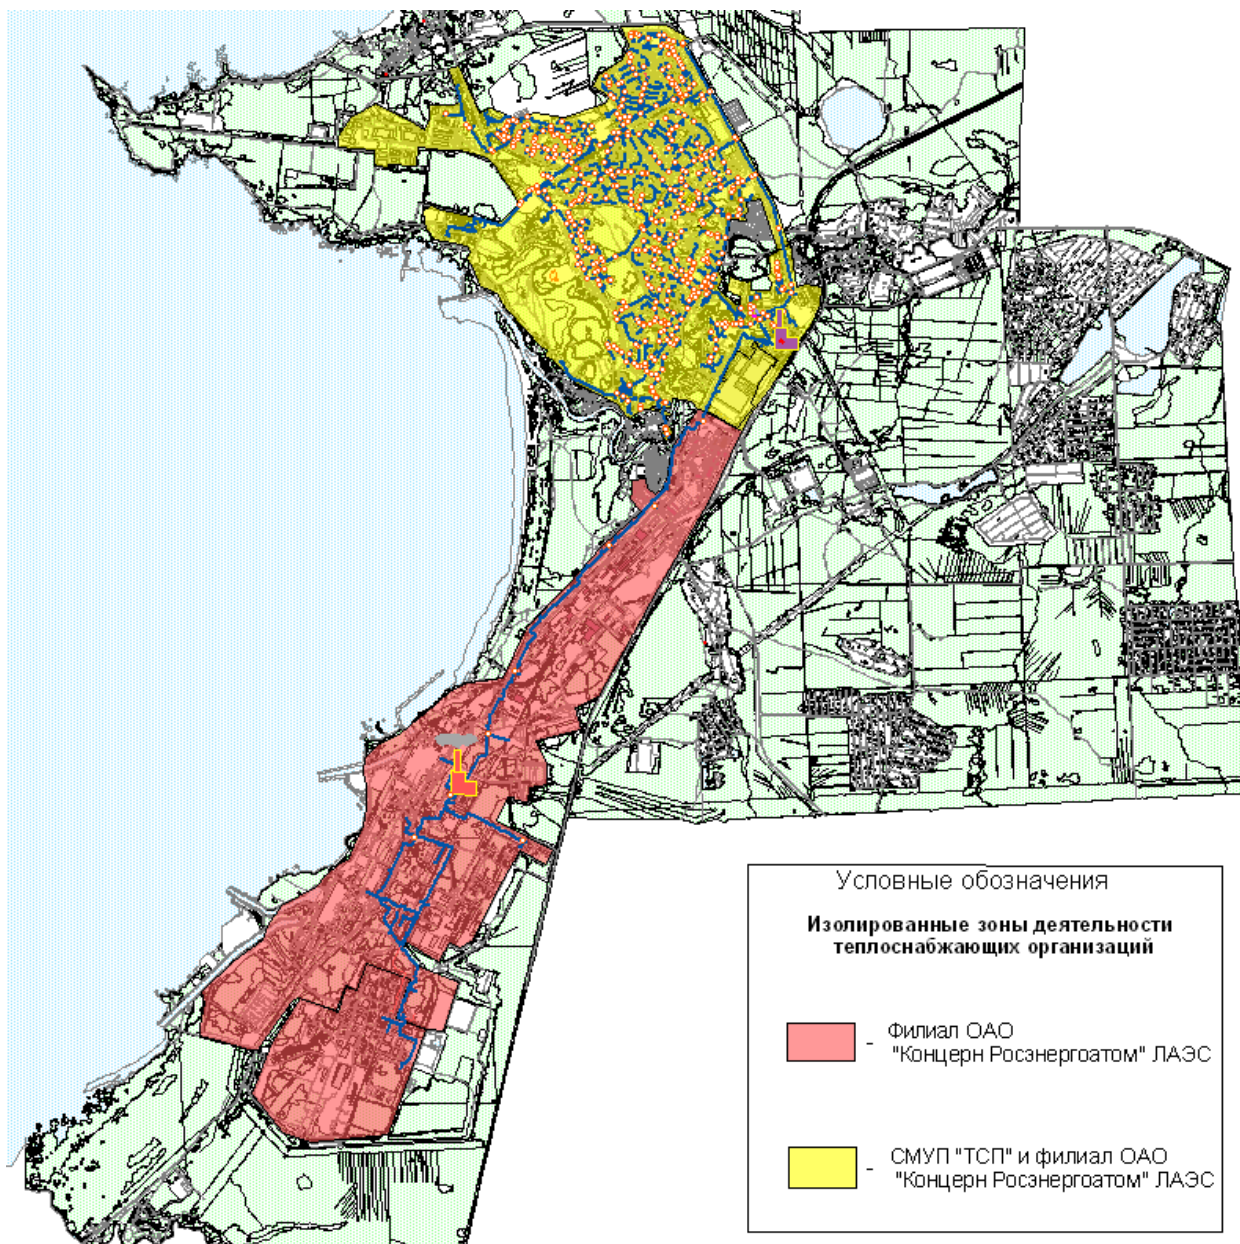 Условные обозначения
Изолированные зоны деятельности
теплоснабжающих организаций
- Филиал ОАО
"Концерн Росэнергоатом" ЛАЭС
- СМУП "ТСП" и филиал ОАО
"Концерн Росэнергоатом" ЛАЭС